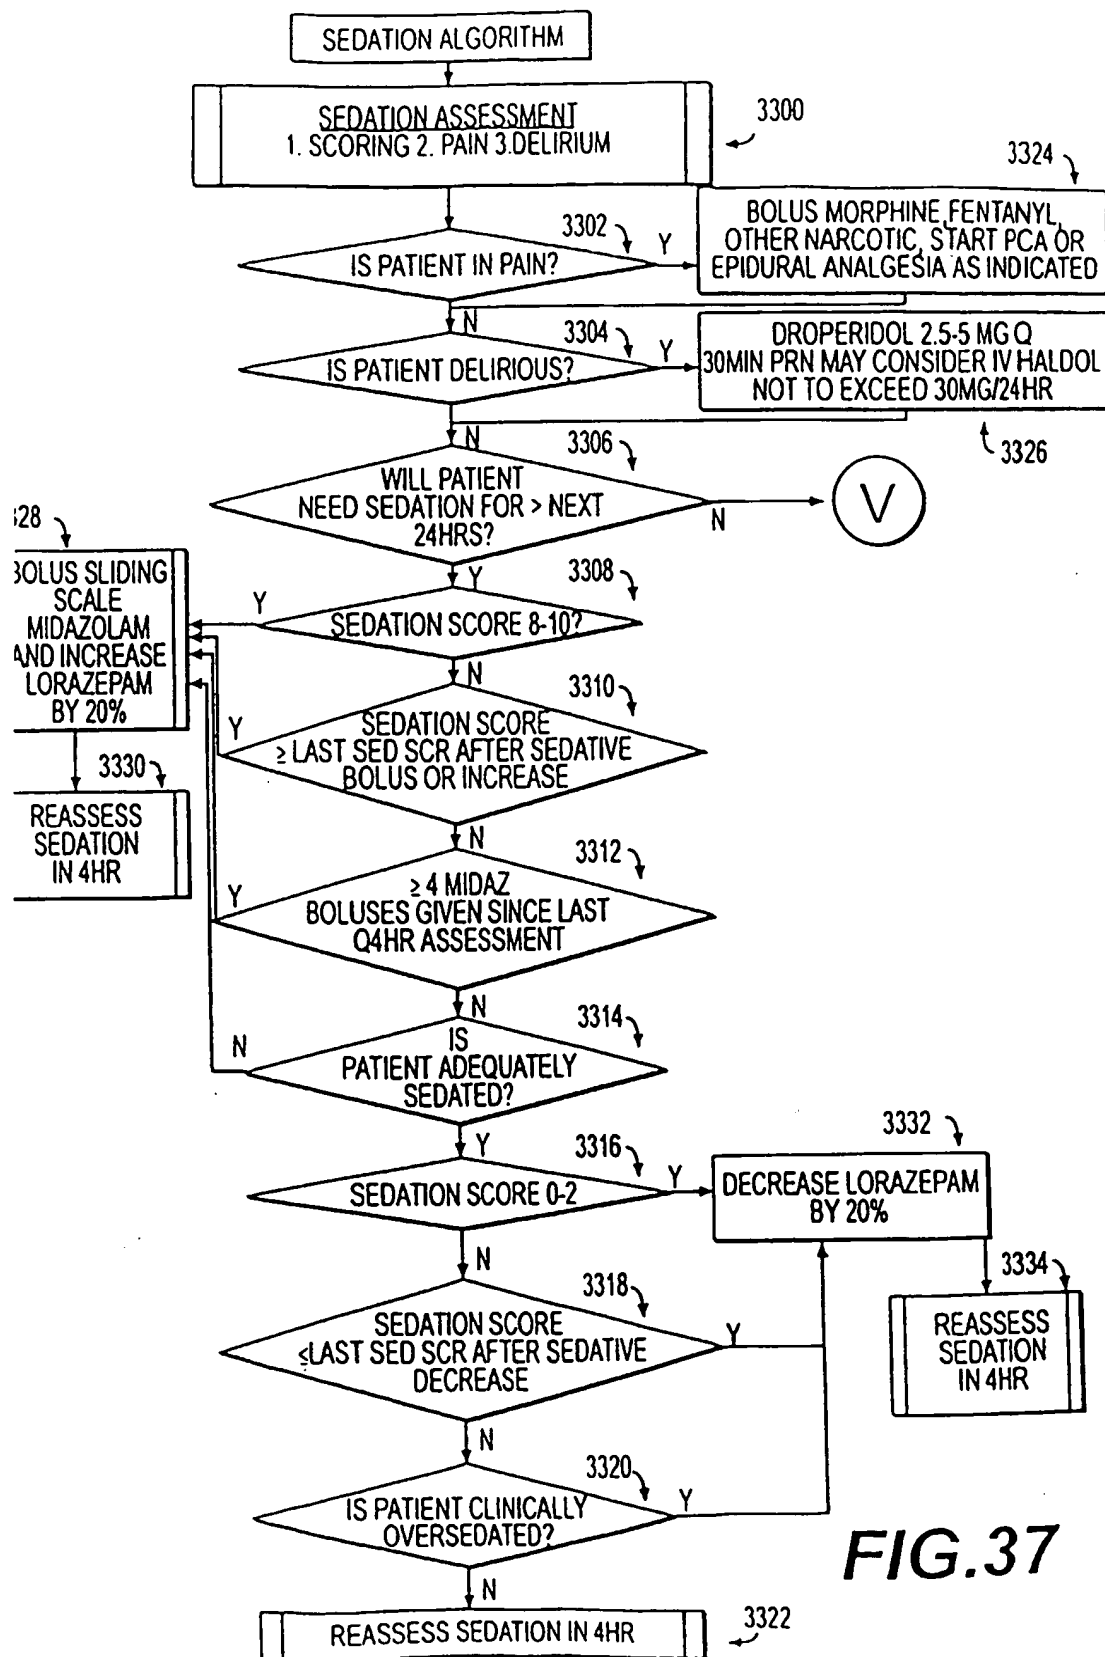 SEDATION ALGORITHM
SEDATION ASSESSMENT
1. SCORING 2. PAIN 3.DELIRIUM
3300
3324
BOLUS MORPHINE, FENTANYL,
OTHER NARCOTIC, START PCA OR
EPIDURAL ANALGESIA AS INDICATED
3302
IS PATIENT IN PAIN?
Y
N
3304
IS PATIENT DELIRIOUS?
Y
DROPERIDOL 2.5-5 MG Q
30MIN PRN MAY CONSIDER IV HALDOL
NOT TO EXCEED 30MG/24HR
3326
N
3306
WILL PATIENT
NEED SEDATION FOR > NEXT
24HRS?
N
V
Y
328
BOLUS SLIDING
SCALE
MIDAZOLAM
AND INCREASE
LORAZEPAM
BY 20%
3308
Y
SEDATION SCORE 8-10?
N
3310
SEDATION SCORE
≥ LAST SED SCR AFTER SEDATIVE
BOLUS OR INCREASE
Y
N
3330
REASSESS
SEDATION
IN 4HR
3312
≥ 4 MIDAZ
BOLUSES GIVEN SINCE LAST
Q4HR ASSESSMENT
Y
N
3314
IS
PATIENT ADEQUATELY
SEDATED?
N
Y
3316
SEDATION SCORE 0-2
Y
N
3332
DECREASE LORAZEPAM
BY 20%
3334
REASSESS
SEDATION
IN 4HR
3318
SEDATION SCORE
≤LAST SED SCR AFTER SEDATIVE
DECREASE
Y
N
3320
IS PATIENT CLINICALLY
OVERSEDATED?
Y
N
REASSESS SEDATION IN 4HR
3322
FIG.37